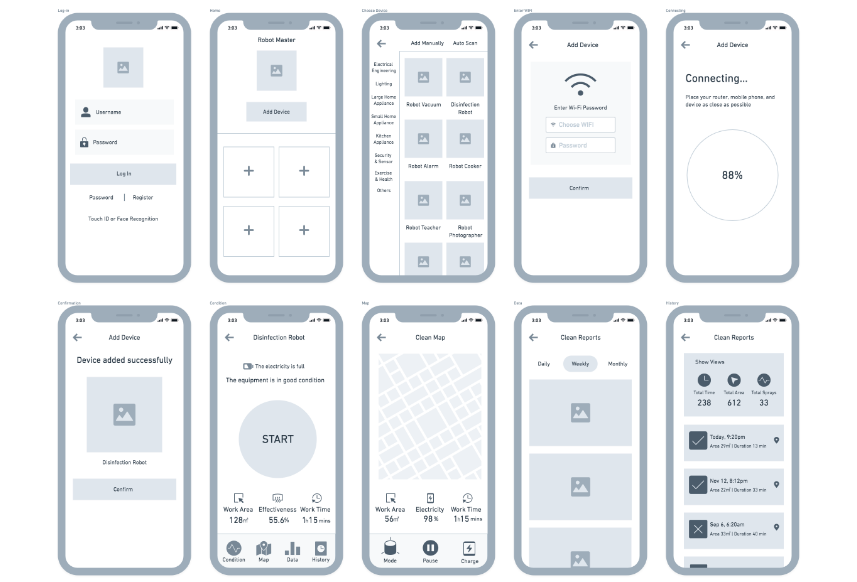 Log in
3:03
Username
Password
Log In
Password | Register
Touch ID or Face Recognition
Home
3:03
Robot Master
Add Device
Choose Device
3:03
Add Manually Auto Scan
Electrical
Engineering
Lighting
Large Home
Appliance
Small Home
Appliance
Kitchen
Appliance
Security
& Sensor
Exercise
& Health
Others
Robot Vacuum
Disinfection
Robot
Robot Alarm
Robot Cooker
Robot Teacher
Robot
Photographer
Enter WIFI
3:03
Add Device
Enter Wi-Fi Password
Choose WIFI
Password
Confirm
Connecting
3:03
Add Device
Connecting...
Place your router, mobile phone, and
device as close as possible
88%
Confirmation
3:03
Add Device
Device added successfully
Disinfection Robot
Confirm
Condition
3:03
Disinfection Robot
The electricity is full
The equipment is in good condition
START
Work Area Effectiveness Work Time
128㎡ 55.6% 1h15 mins
Condition Map Data History
Map
3:03
Clean Map
Work Area Electricity Work Time
56㎡ 98 % 1h15 mins
Mode Pause Charge
Data
3:03
Clean Reports
Daily Weekly Monthly
History
3:03
Clean Reports
Show Views
Total Time Total Area Total Sprays
238 612 33
Today, 9:20pm
Area 29㎡ | Duration 13 min
Nov 12, 8:12pm
Area 22㎡ | Duration 33 min
Sep 6, 6:20am
Area 32㎡ | Duration 40 min